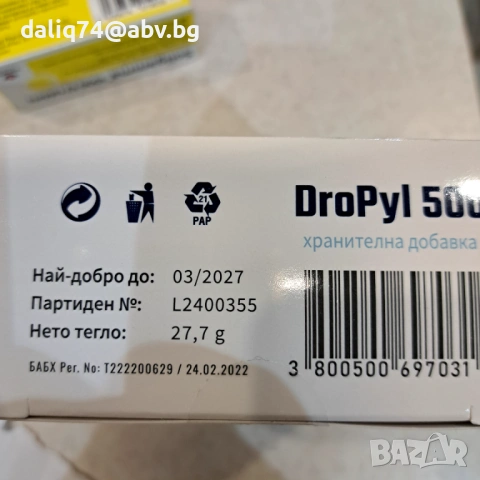 daliq74@abv.bg
21
PAP
DroPyl 500
хранителна добавка
Най-добро до: 03/2027
Партиден №: L2400355
Нето тегло: 27,7 g
БАБХ Рег. No: T222200629 / 24.02.2022
3 800500 697031
BAZAR